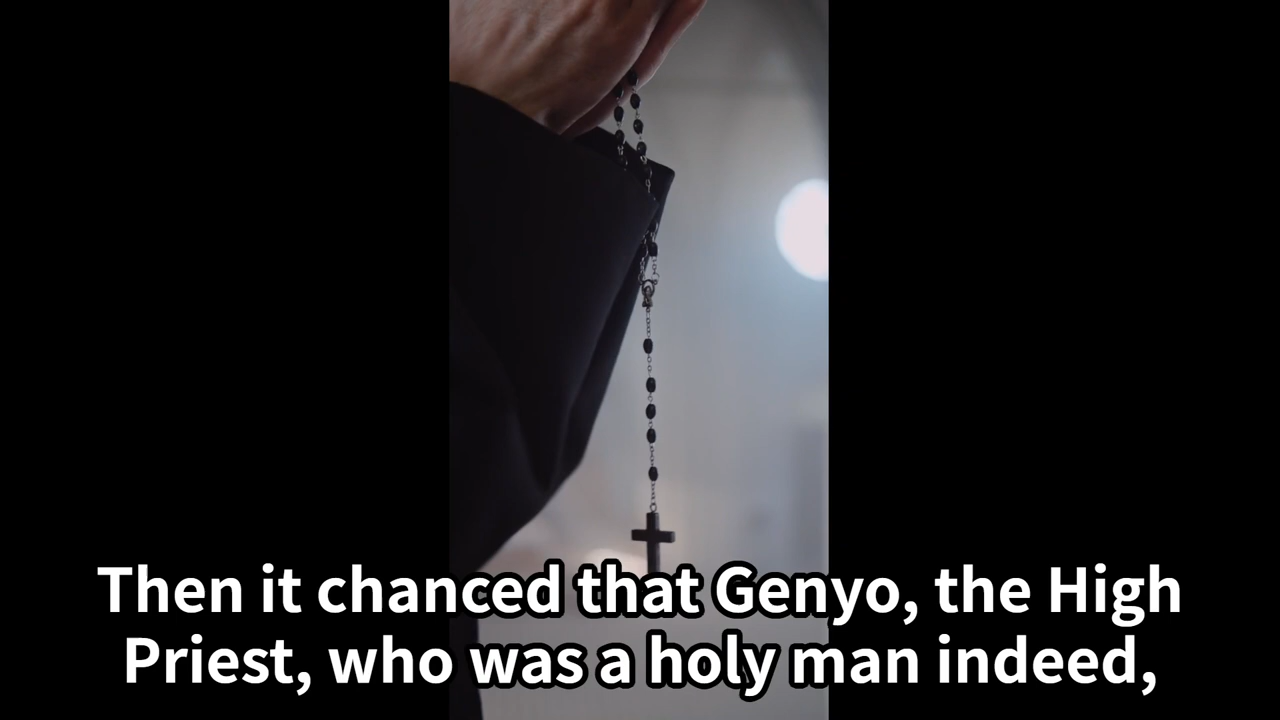 Then it chanced that Genyo, the High
Priest, who was a holy man indeed,